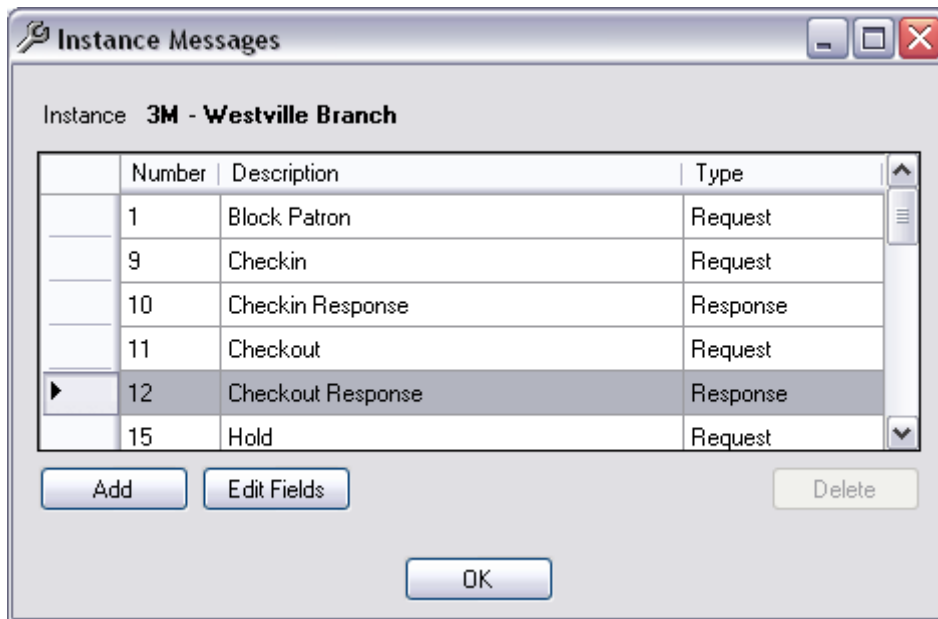 Instance Messages
Instance 3M - Westville Branch
Number Description Type
1 Block Patron Request
9 Checkin Request
10 Checkin Response Response
11 Checkout Request
12 Checkout Response Response
15 Hold Request
Add Edit Fields Delete
OK